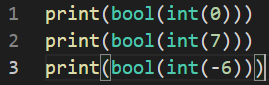 1 print(bool(int(0)))
2 print(bool(int(7)))
3 print(bool(int(-6)))